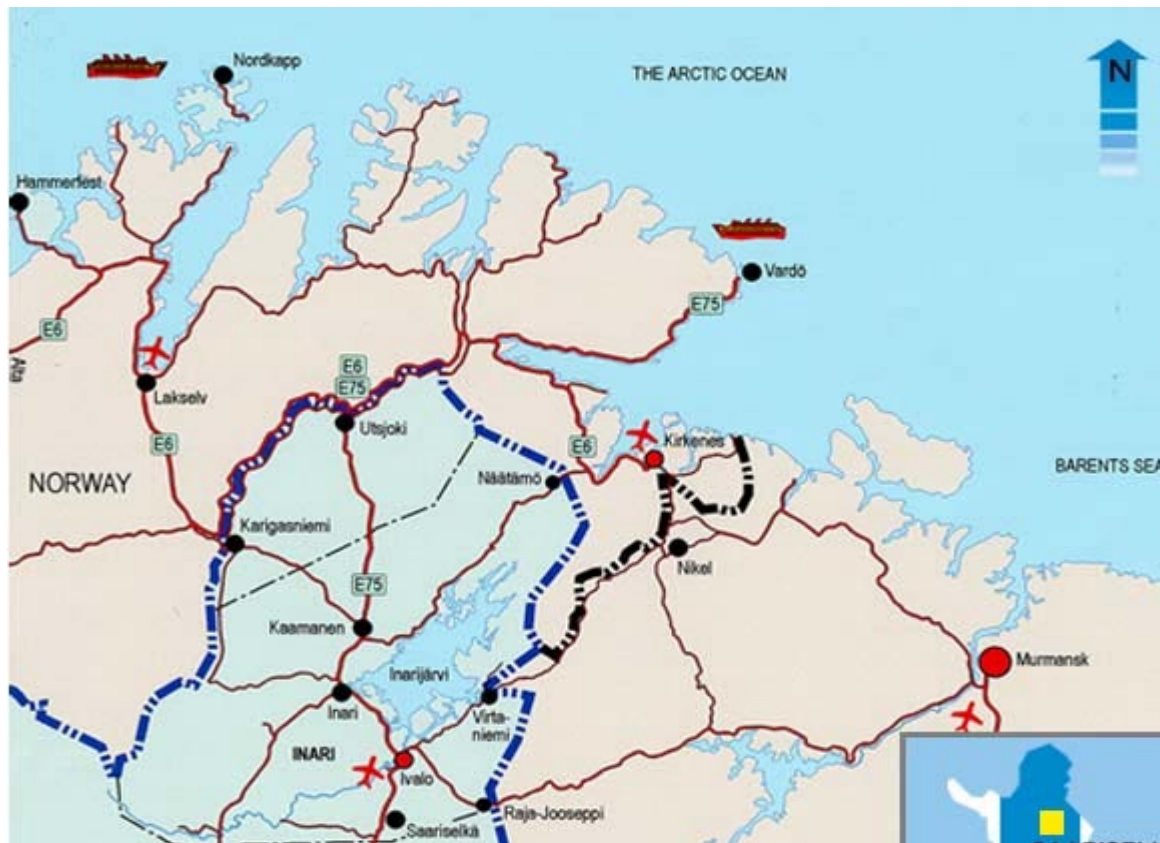 Nordkapp
THE ARCTIC OCEAN
N
Hammerfest
Vardö
E75
E6
E6
E75
Alta
Lakselv
Utsjoki
E6
E6
Kirkenes
NORWAY
Näätämö
BARENTS SEA
Karigasniemi
Nikel
E75
Kaamanen
Inarijärvi
Murmansk
Inari
Virta-
niemi
INARI
Ivalo
Raja-Jooseppi
Saariselkä